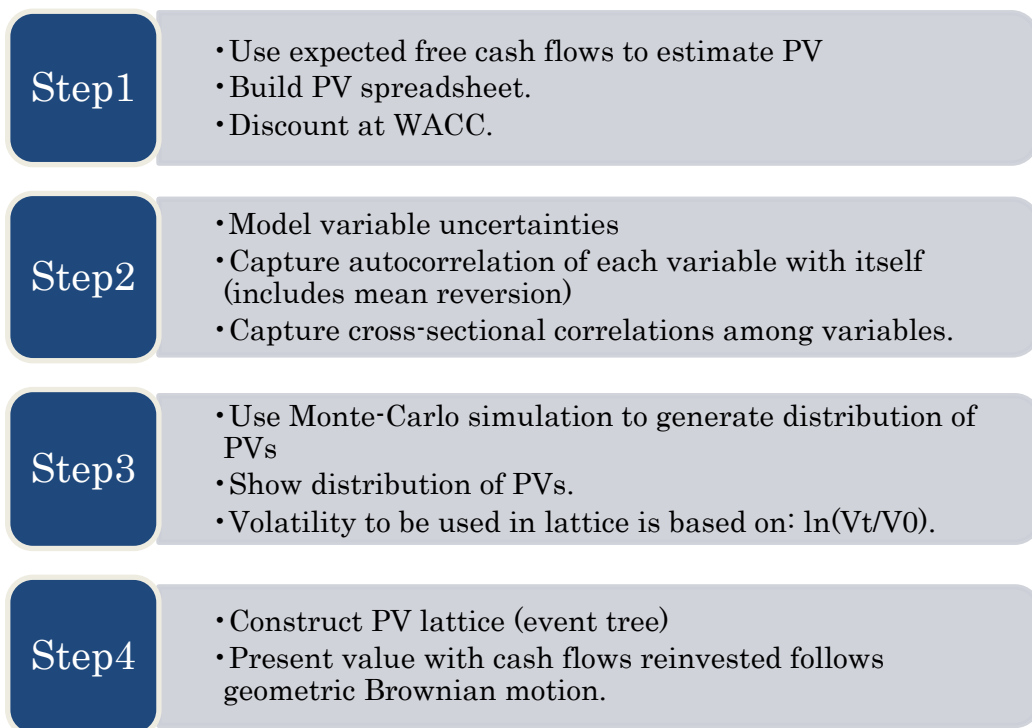 Step1
•Use expected free cash flows to estimate PV
•Build PV spreadsheet.
•Discount at WACC.
Step2
•Model variable uncertainties
•Capture autocorrelation of each variable with itself
(includes mean reversion)
•Capture cross-sectional correlations among variables.
Step3
•Use Monte-Carlo simulation to generate distribution of
PVs
•Show distribution of PVs.
•Volatility to be used in lattice is based on: ln(Vt/V0).
Step4
•Construct PV lattice (event tree)
•Present value with cash flows reinvested follows
geometric Brownian motion.